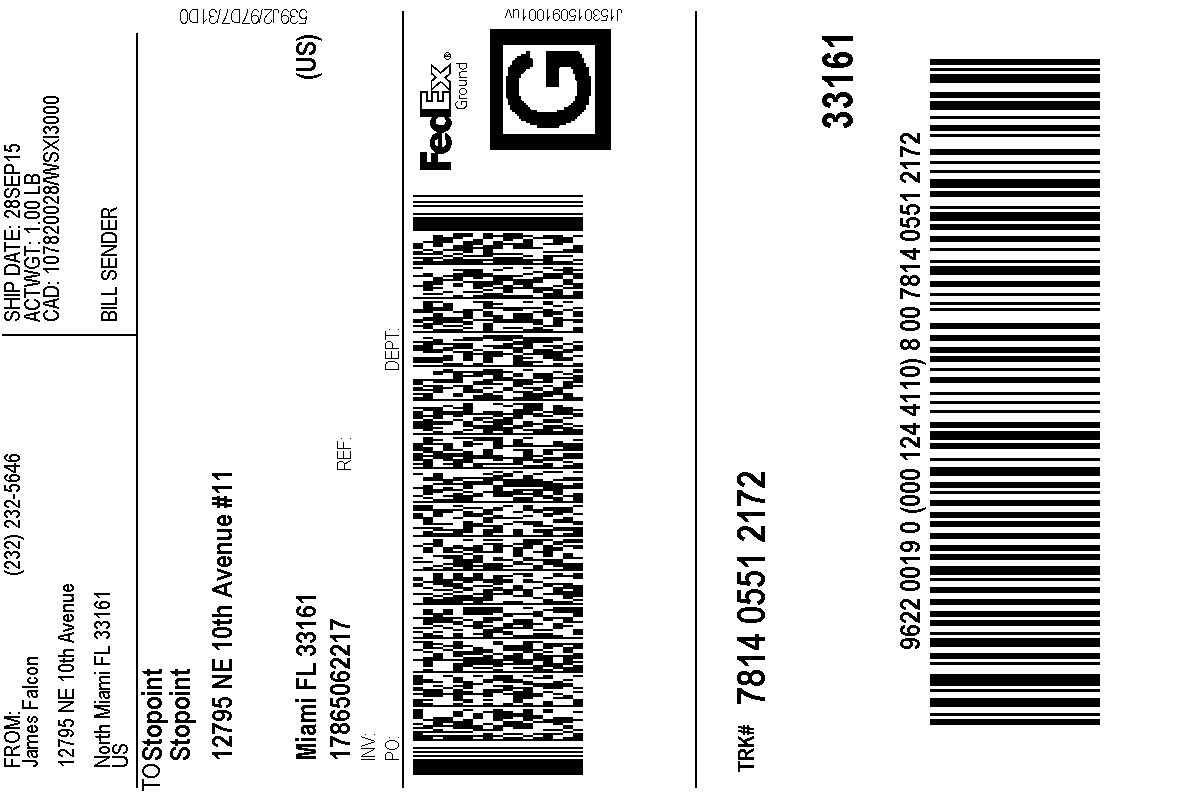 FROM: (232) 232-5646
James Falcon
12795 NE 10th Avenue
North Miami FL 33161
US
SHIP DATE: 28SEP15
ACTWGT: 1.00 LB
CAD: 107820028/WSXI3000
BILL SENDER
TO Stopoint
Stopoint
12795 NE 10th Avenue #11
Miami FL 33161 (US)
17865062217
REF:
INV:
PO: DEPT:
539J2/97D7/31D0
FedEx®
Ground
G
J15301509100uv
TRK# 7814 0551 2172
33161
9622 0019 0 (000 124 4110) 8 00 7814 0551 2172